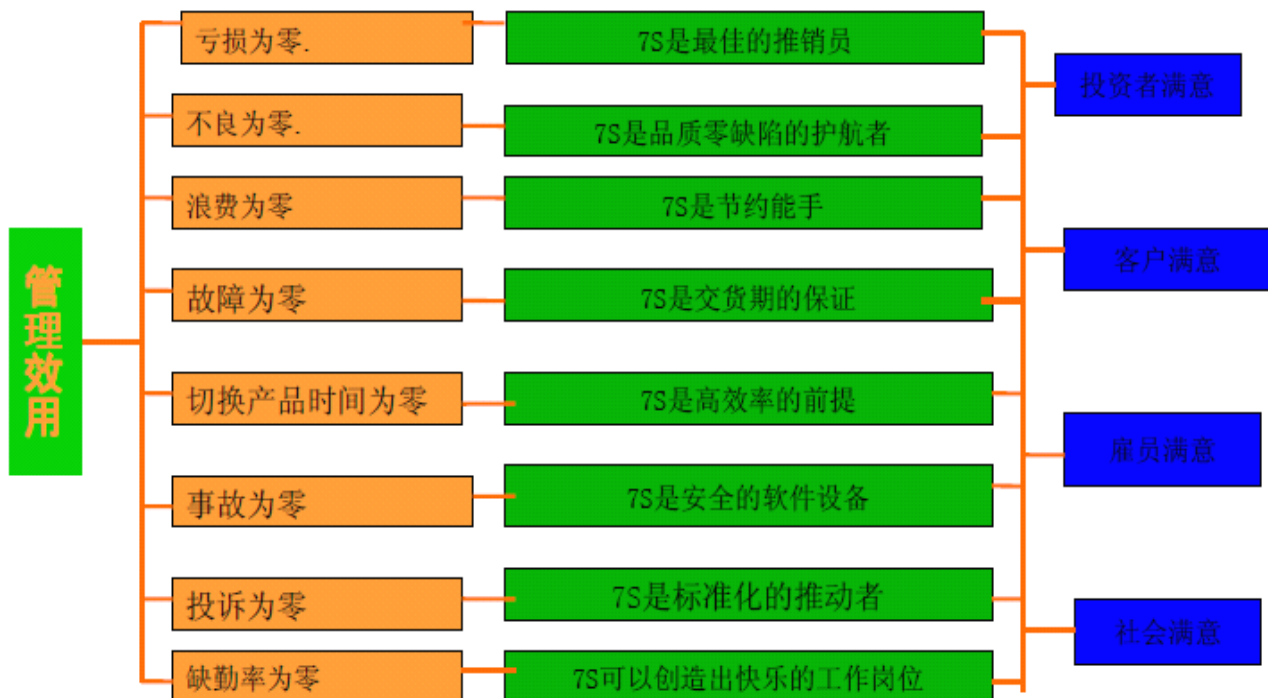 管理效用
亏损为零.
7S是最佳的推销员
不良为零.
7S是品质零缺陷的护航者
浪费为零
7S是节约能手
故障为零
7S是交货期的保证
切换产品时间为零
7S是高效率的前提
事故为零
7S是安全的软件设备
投诉为零
7S是标准化的推动者
缺勤率为零
7S可以创造出快乐的工作岗位
投资者满意
客户满意
雇员满意
社会满意